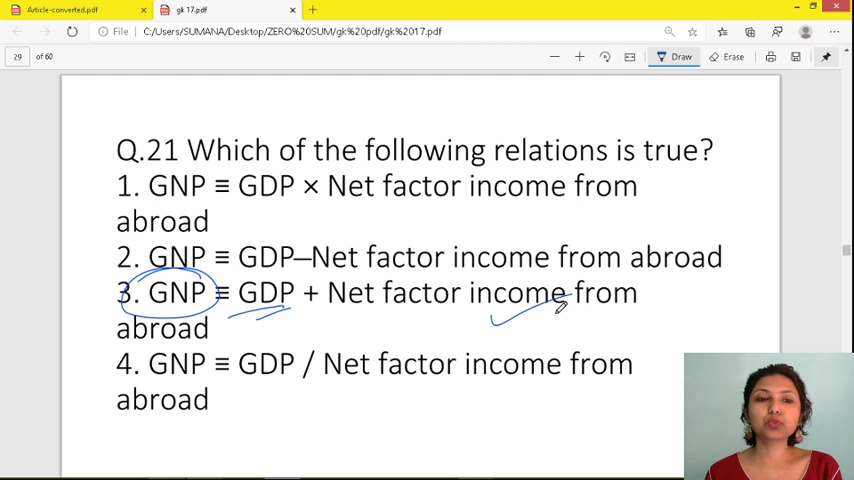 Article-converted.pdf
gk 17.pdf
File
C:/Users/SUMANA/Desktop/ZERO%20SUM/gk%20pdf/gk%2017.pdf
29 of 60
Draw
Erase
Q.21 Which of the following relations is true?
1. GNP ≡ GDP × Net factor income from
abroad
2. GNP ≡ GDP—Net factor income from abroad
3. GNP ≡ GDP + Net factor income from
abroad
4. GNP ≡ GDP / Net factor income from
abroad